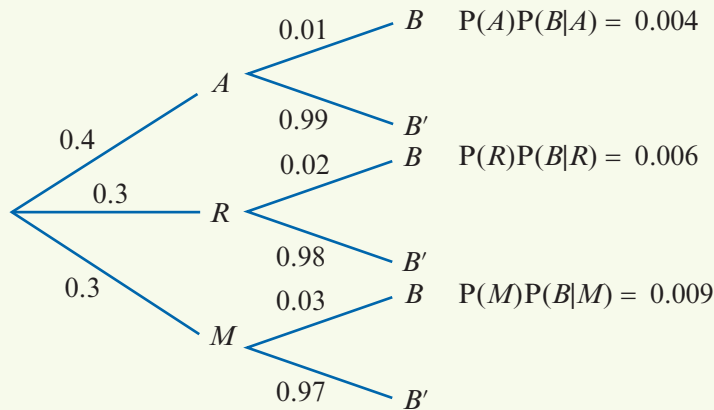 0.01 B P(A)P(B|A) = 0.004
A
0.4 0.99 B'
0.02 B P(R)P(B|R) = 0.006
0.3 R
0.98 B'
0.3 0.03 B P(M)P(B|M) = 0.009
M
0.97 B'